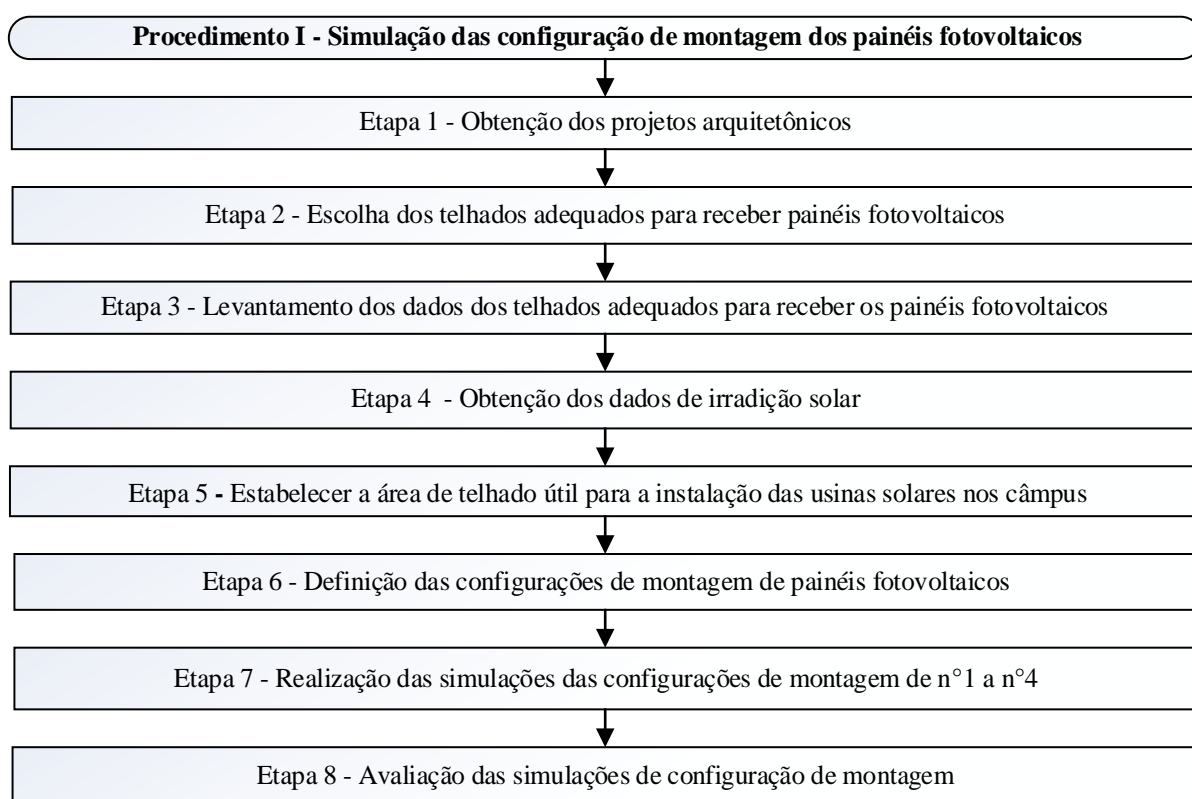 Procedimento I - Simulação das configuração de montagem dos painéis fotovoltaicos
Etapa 1 - Obtenção dos projetos arquitetônicos
Etapa 2 - Escolha dos telhados adequados para receber painéis fotovoltaicos
Etapa 3 - Levantamento dos dados dos telhados adequados para receber os painéis fotovoltaicos
Etapa 4 - Obtenção dos dados de irradição solar
Etapa 5 - Estabelecer a área de telhado útil para a instalação das usinas solares nos câmpus
Etapa 6 - Definição das configurações de montagem de painéis fotovoltaicos
Etapa 7 - Realização das simulações das configurações de montagem de n°1 a n°4
Etapa 8 - Avaliação das simulações de configuração de montagem